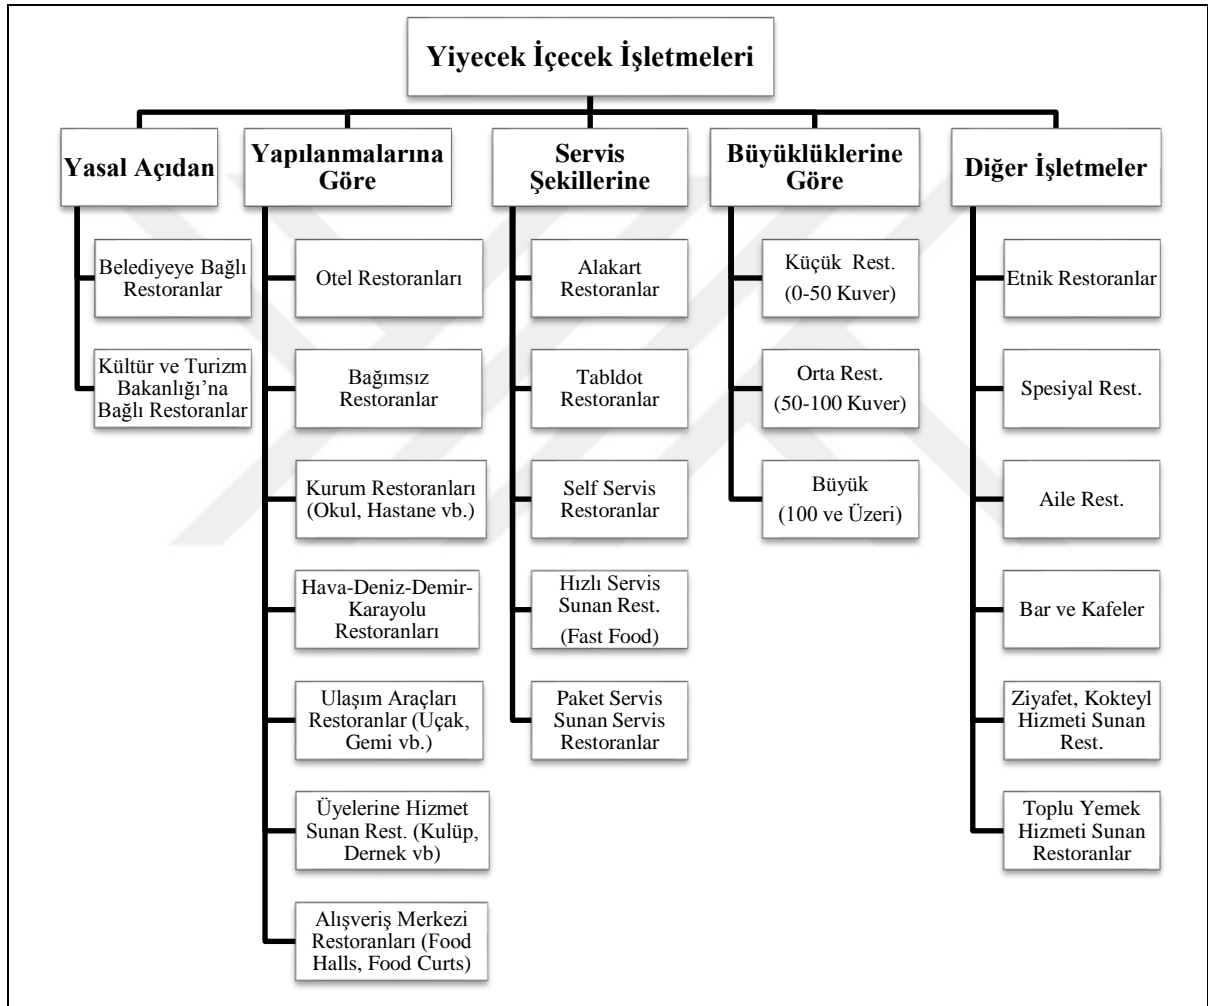 Yiyecek İçecek İşletmeleri
Yasal Açıdan
Belediyeye Bağlı
Restoranlar
Kültür ve Turizm
Bakanlığı’na
Bağlı Restoranlar
Yapılanmalarına
Göre
Otel Restoranları
Bağımsız
Restoranlar
Kurum Restoranları
(Okul, Hastane vb.)
Hava-Deniz-Demir-
Karayolu
Restoranları
Ulaşım Araçları
Restoranlar (Uçak,
Gemi vb.)
Üyelerine Hizmet
Sunan Rest. (Kulüp,
Dernek vb)
Alışveriş Merkezi
Restoranları (Food
Halls, Food Curts)
Servis
Şekillerine
Alakart
Restoranlar
Tabldot
Restoranlar
Self Servis
Restoranlar
Hızlı Servis
Sunan Rest.
(Fast Food)
Paket Servis
Sunan Servis
Restoranlar
Büyüklüklerine
Göre
Küçük Rest.
(0-50 Kuver)
Orta Rest.
(50-100 Kuver)
Büyük
(100 ve Üzeri)
Diğer İşletmeler
Etnik Restoranlar
Spesiyal Rest.
Aile Rest.
Bar ve Kafeler
Ziyafet, Kokteyl
Hizmeti Sunan
Rest.
Toplu Yemek
Hizmeti Sunan
Restoranlar